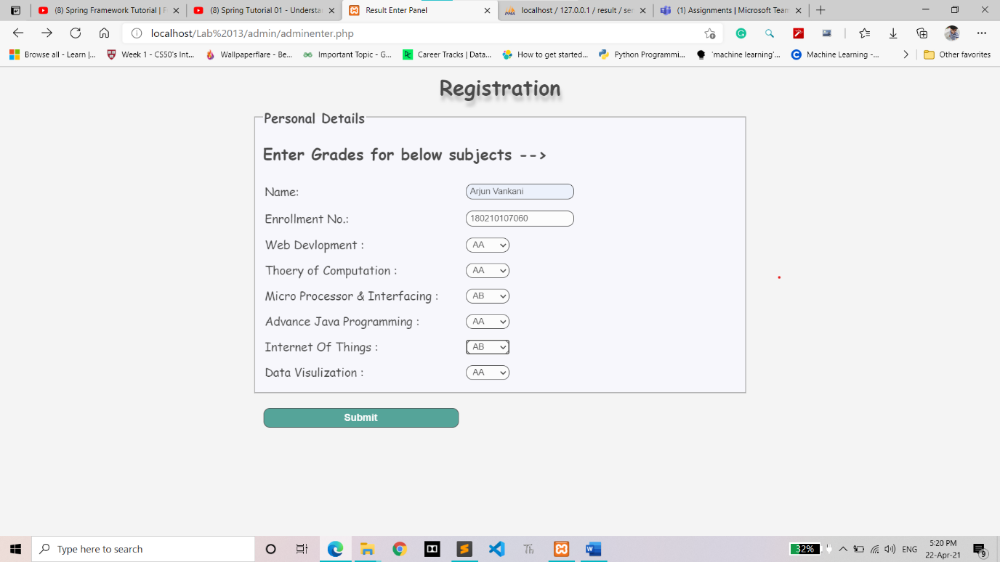 (8) Spring Framework Tutorial |
(8) Spring Tutorial 01 - Understa
Result Enter Panel
localhost / 127.0.0.1 / result / se
(1) Assignments | Microsoft Team
localhost/Lab%2013/admin/adminenter.php
Browse all - Learn |...
Week 1 - CS50's Int...
Wallpaperflare - Be...
Important Topic - G...
Career Tracks | Data...
How to get started...
Python Programmi...
'machine learning'...
Machine Learning -...
Other favorites
Registration
Personal Details
Enter Grades for below subjects -->
Name: Arjun Vankani
Enrollment No.: 180210107060
Web Devlopment : AA
Thoery of Computation : AA
Micro Processor & Interfacing : AB
Advance Java Programming : AA
Internet Of Things : AB
Data Visulization : AA
Submit
Type here to search
32%
ENG
5:20 PM
22-Apr-21
9